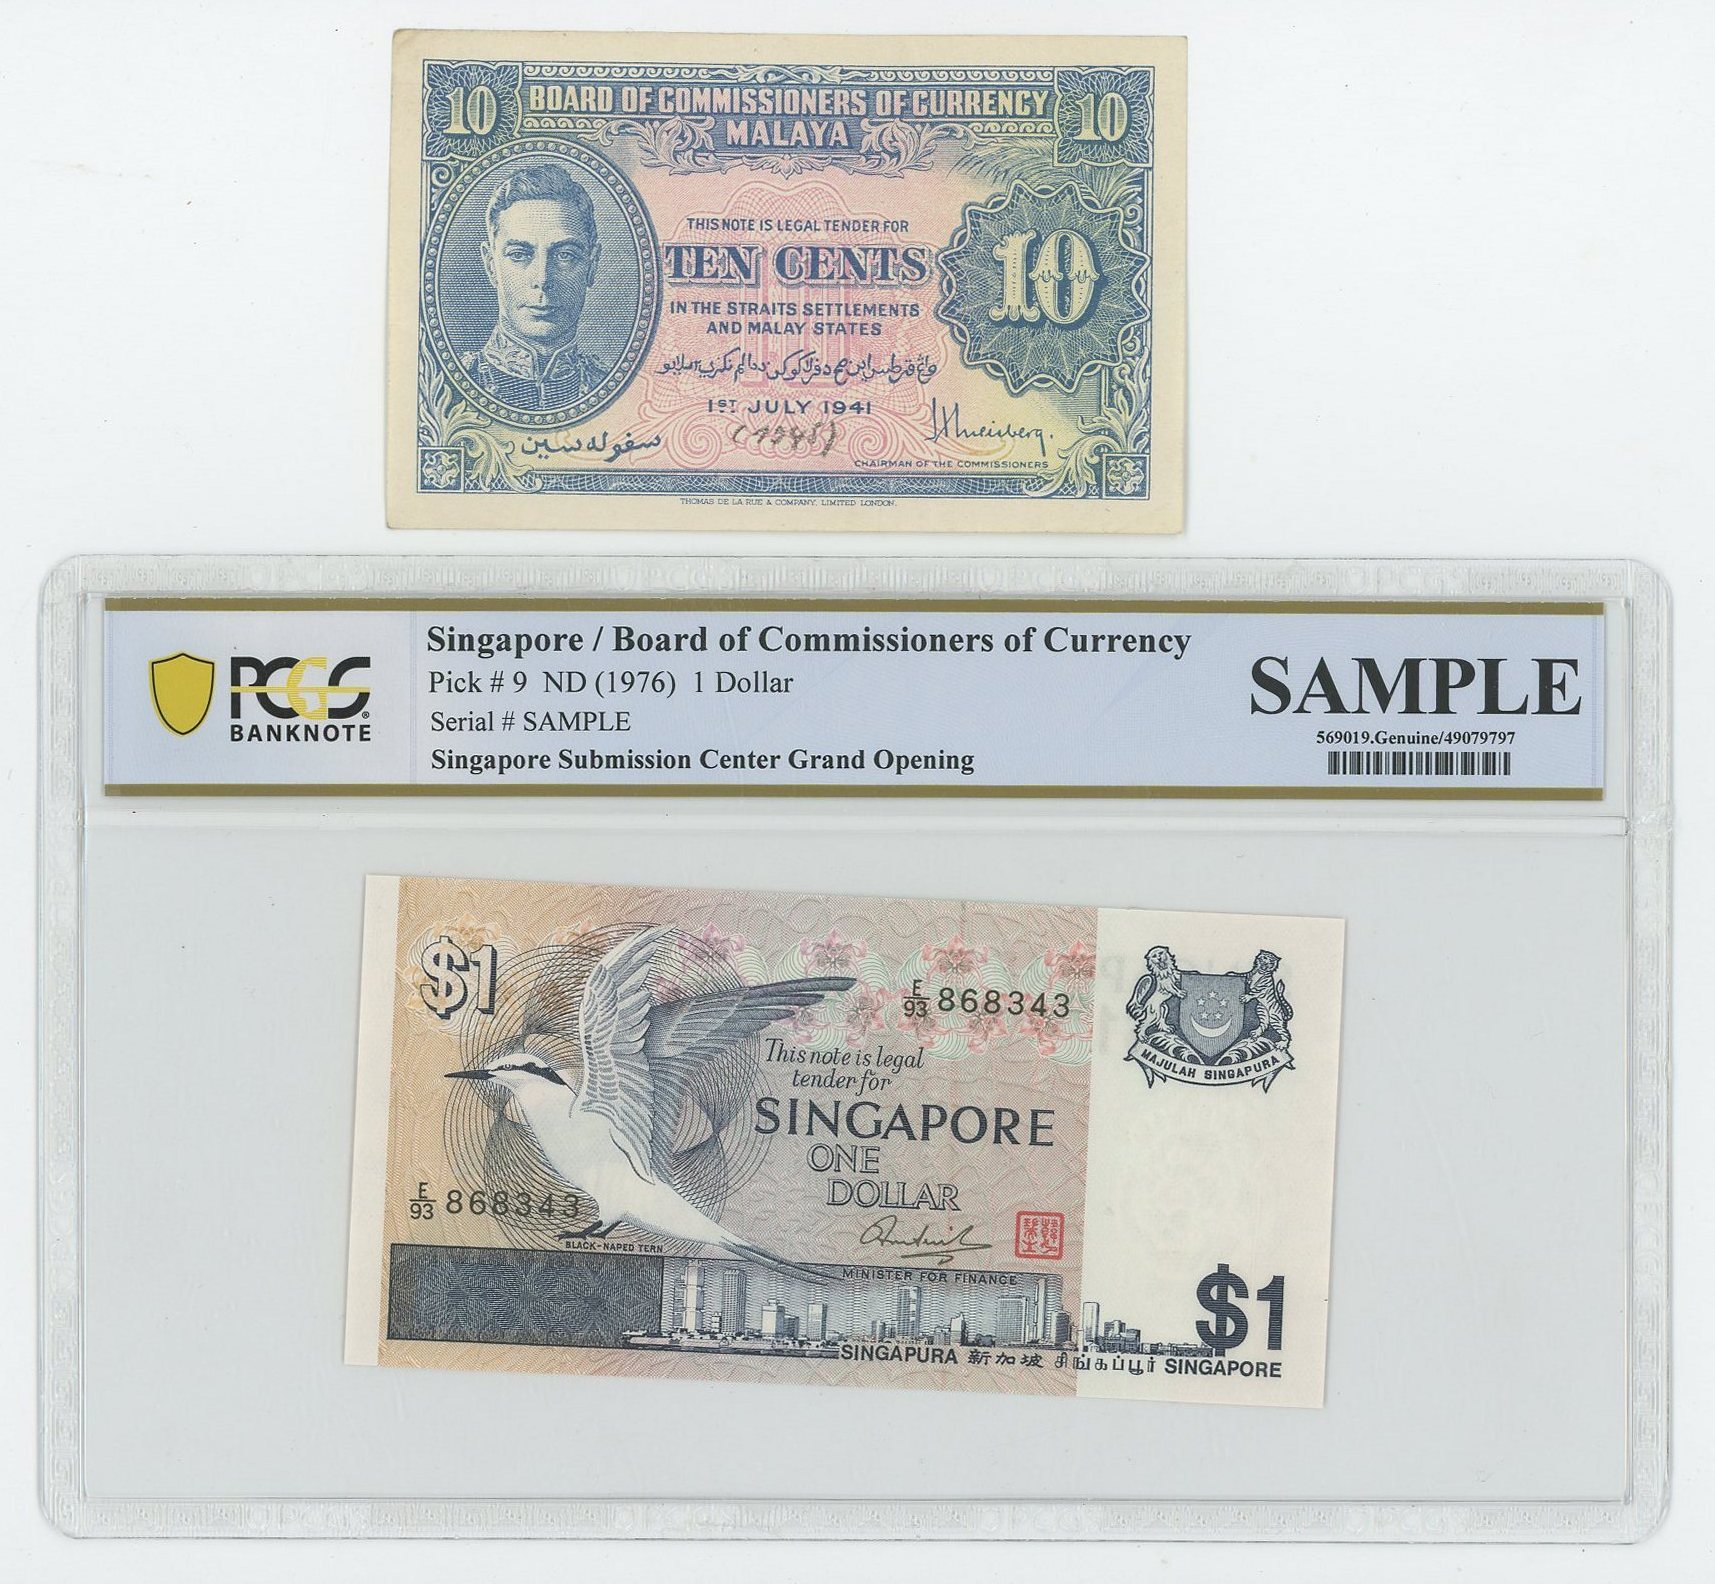 10 BOARD OF COMMISSIONERS OF CURRENCY 10
MALAYA
THIS NOTE IS LEGAL TENDER FOR
TEN CENTS
10
IN THE STRAITS SETTLEMENTS
AND MALAY STATES
1ST JULY 1941
سفوله سين
CHAIRMAN OF THE COMMISSIONERS
THOMAS DE LA RUE & COMPANY, LIMITED LONDON.
PCGS
BANKNOTE
Singapore / Board of Commissioners of Currency
Pick # 9 ND (1976) 1 Dollar
Serial # SAMPLE
Singapore Submission Center Grand Opening
SAMPLE
569019.Genuine/49079797
$1
E/93 868343
MAJULAH SINGAPURA
This note is legal
tender for
SINGAPORE
ONE
DOLLAR
E/93 868343
BLACK-NAPED TERN
MINISTER FOR FINANCE
$1
SINGAPURA 新加坡 சிங்கப்பூர் SINGAPORE